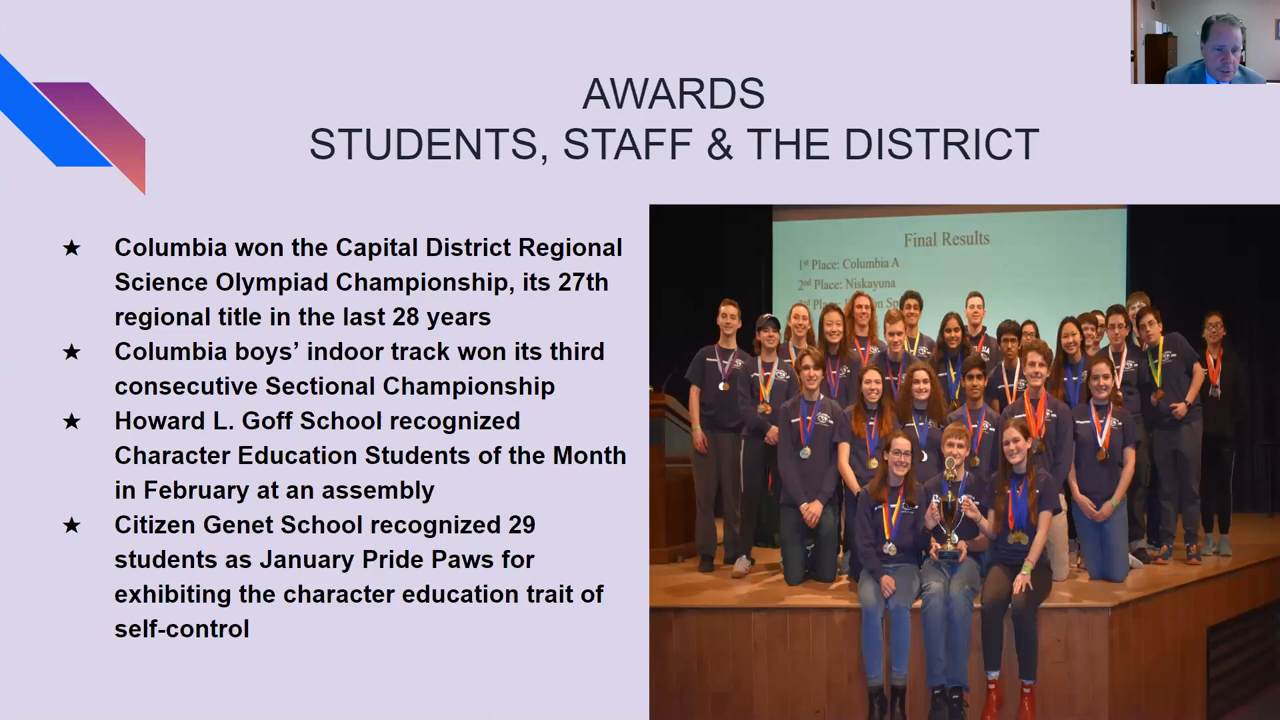 AWARDS
STUDENTS, STAFF & THE DISTRICT
★ Columbia won the Capital District Regional
Science Olympiad Championship, its 27th
regional title in the last 28 years
★ Columbia boys’ indoor track won its third
consecutive Sectional Championship
★ Howard L. Goff School recognized
Character Education Students of the Month
in February at an assembly
★ Citizen Genet School recognized 29
students as January Pride Paws for
exhibiting the character education trait of
self-control
Final Results
1st Place: Columbia A
2nd Place: Niskayuna